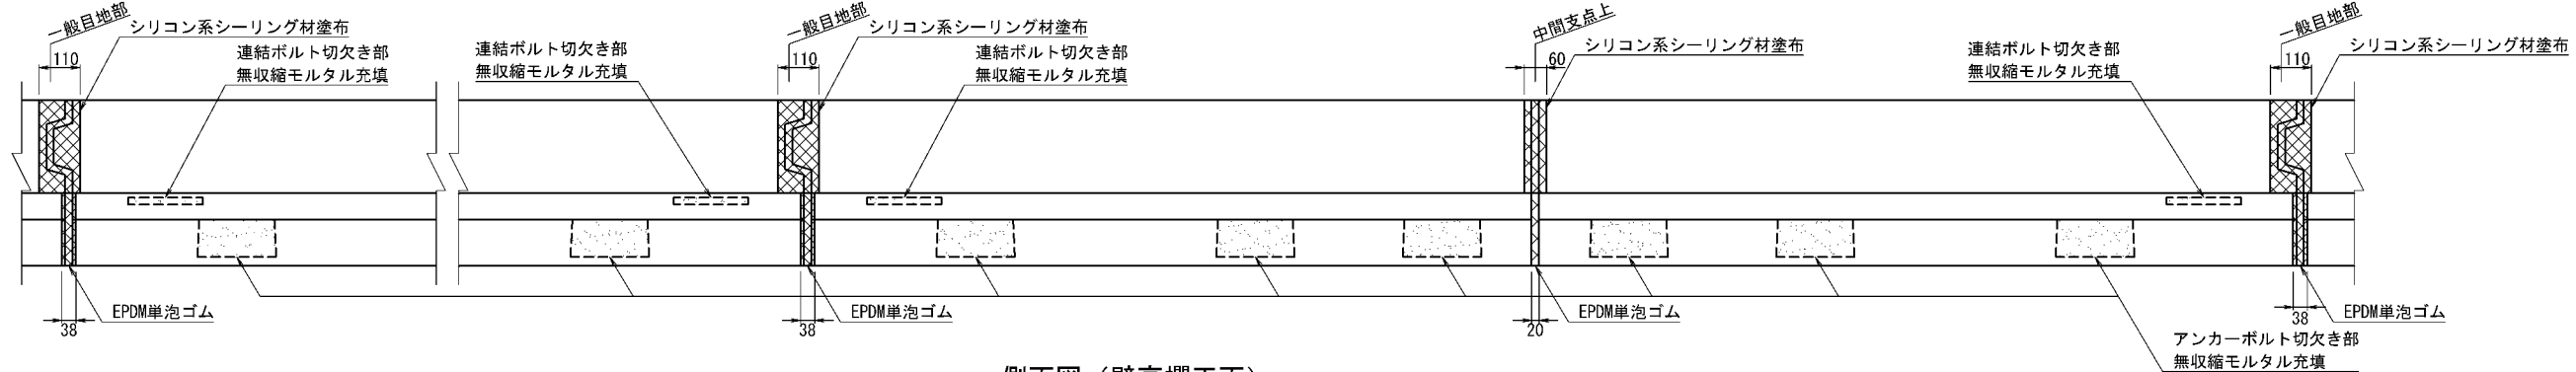 一般目地部
シリコン系シーリング材塗布
110
連結ボルト切欠き部
無収縮モルタル充填
連結ボルト切欠き部
無収縮モルタル充填
一般目地部
シリコン系シーリング材塗布
110
連結ボルト切欠き部
無収縮モルタル充填
中間支点上
シリコン系シーリング材塗布
60
連結ボルト切欠き部
無収縮モルタル充填
一般目地部
シリコン系シーリング材塗布
110
EPDM単泡ゴム
38
EPDM単泡ゴム
38
EPDM単泡ゴム
20
EPDM単泡ゴム
38
アンカーボルト切欠き部
無収縮モルタル充填